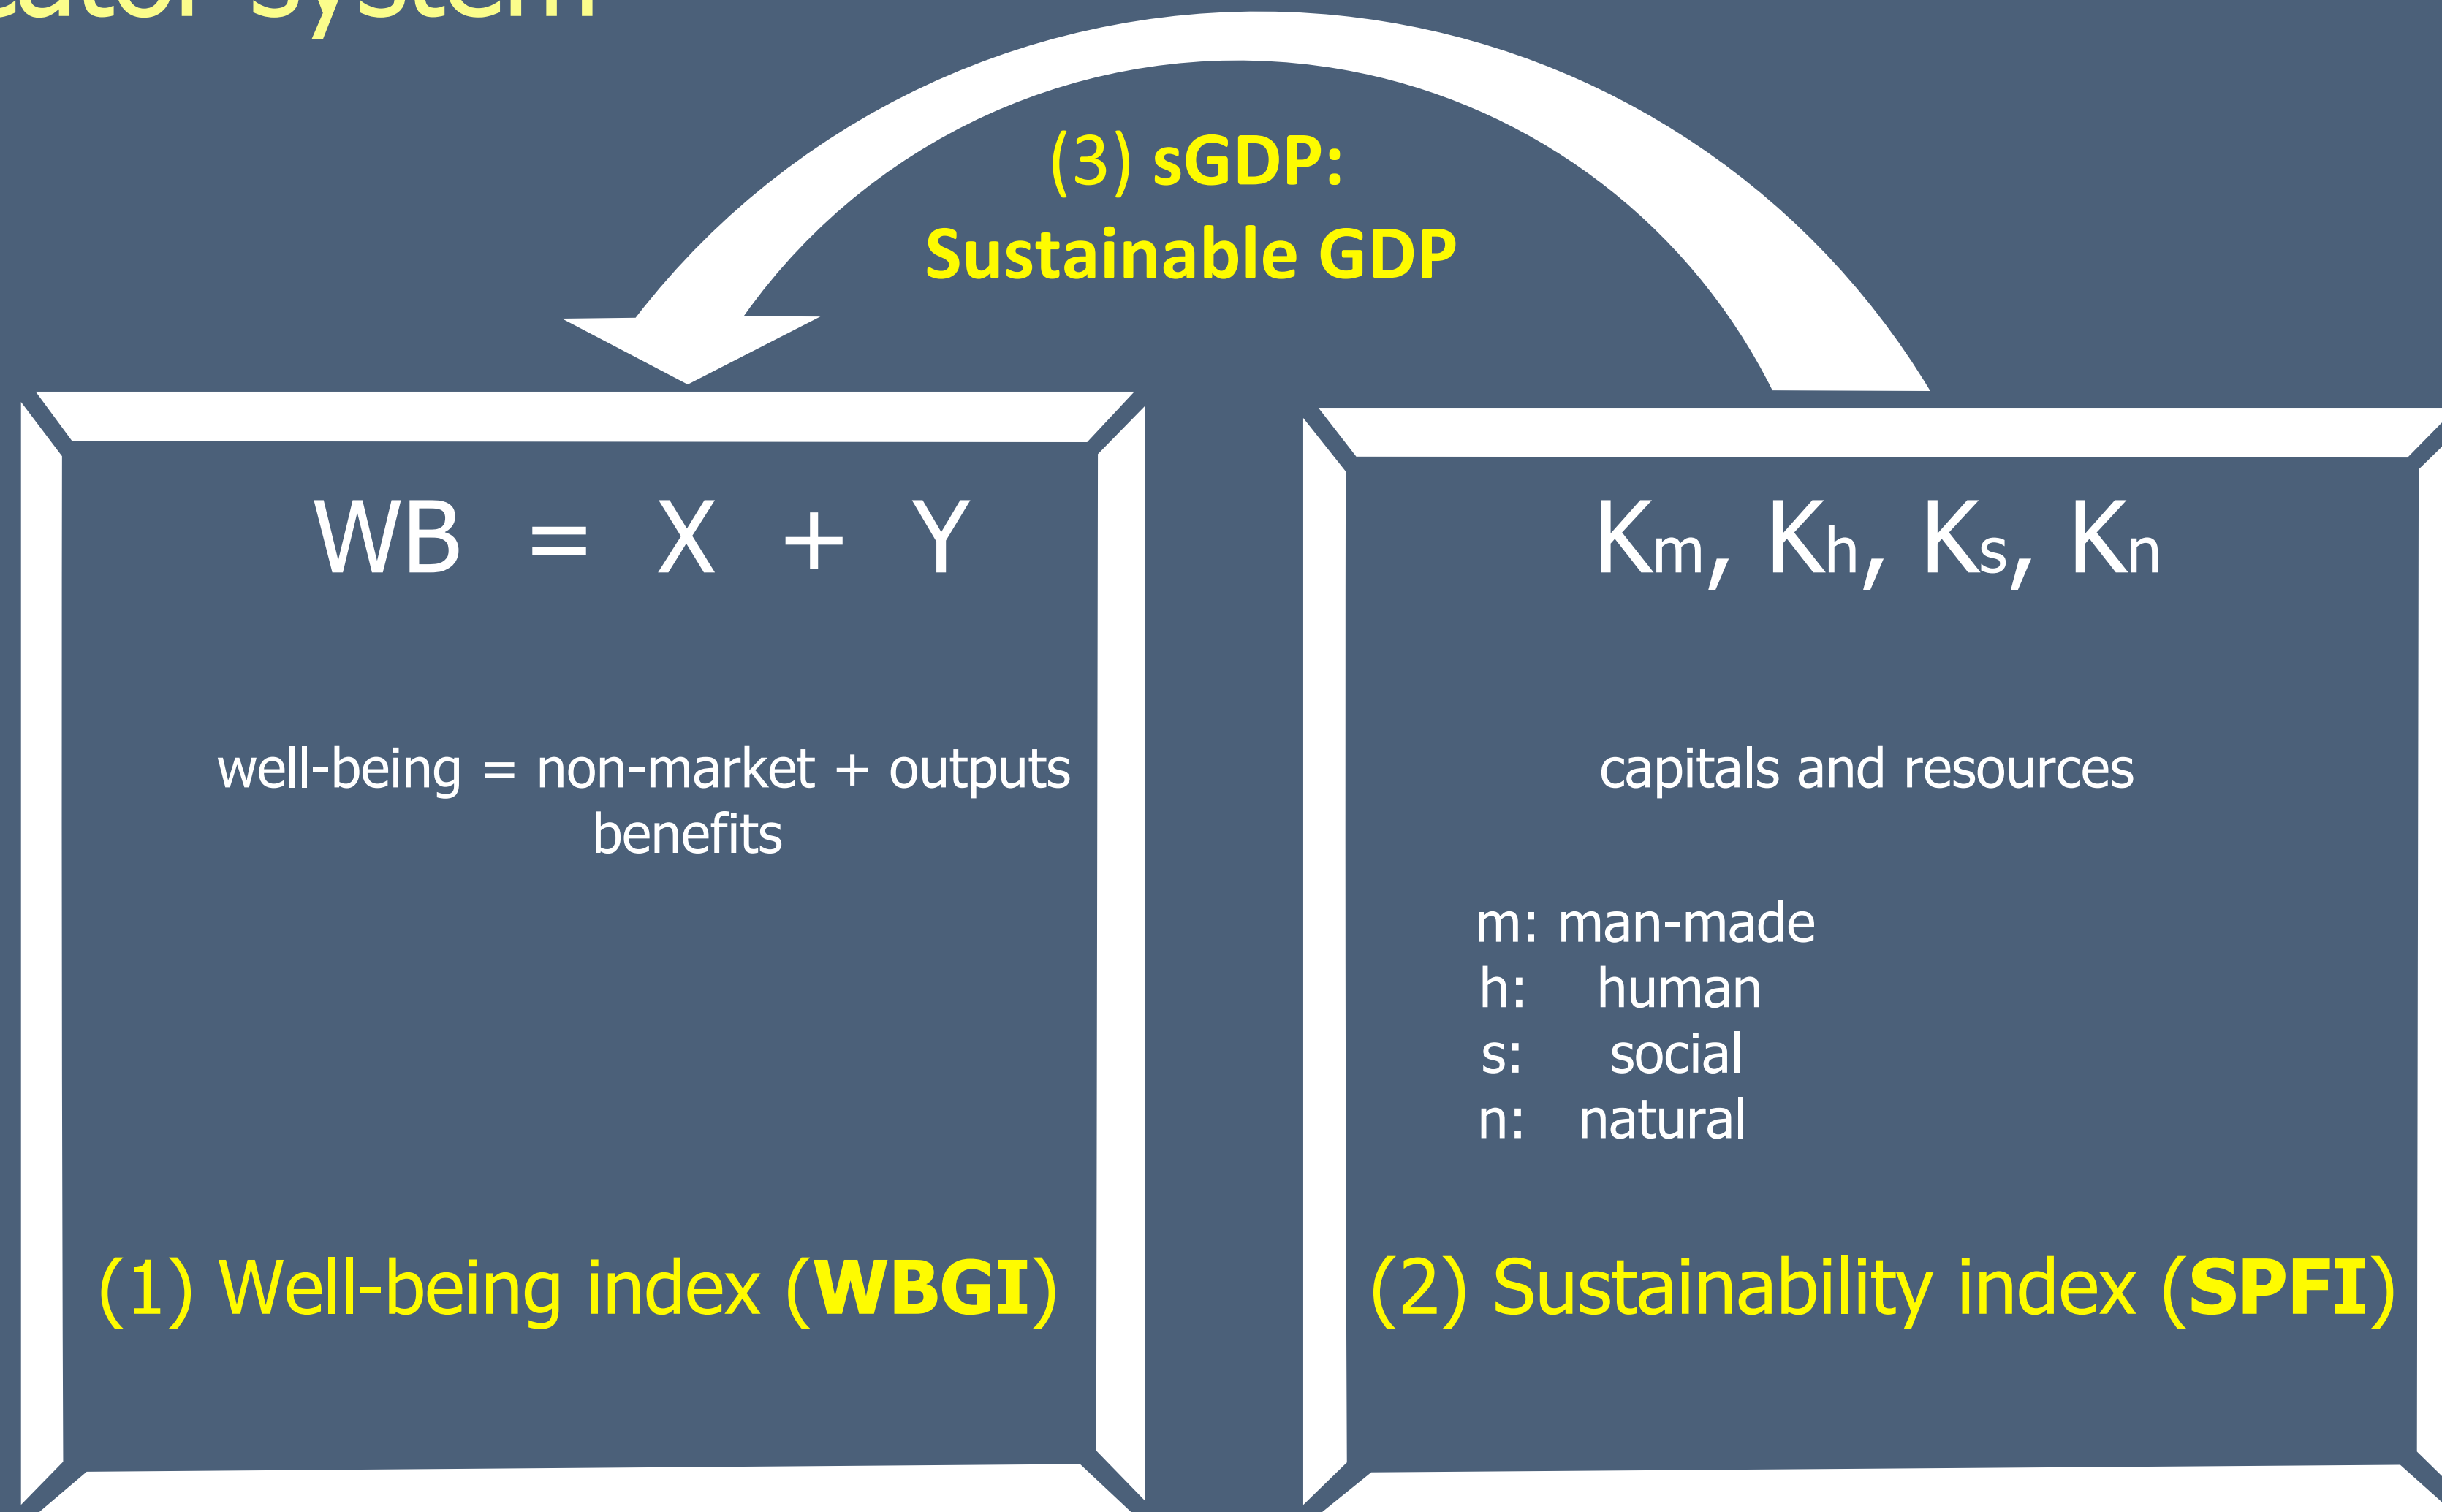 system
(3) sGDP:
Sustainable GDP
WB = X + Y
well-being = non-market + outputs
benefits
(1) Well-being index (WBGI)
Km, Kh, Ks, Kn
capitals and resources
m: man-made
h: human
s: social
n: natural
(2) Sustainability index (SPFI)